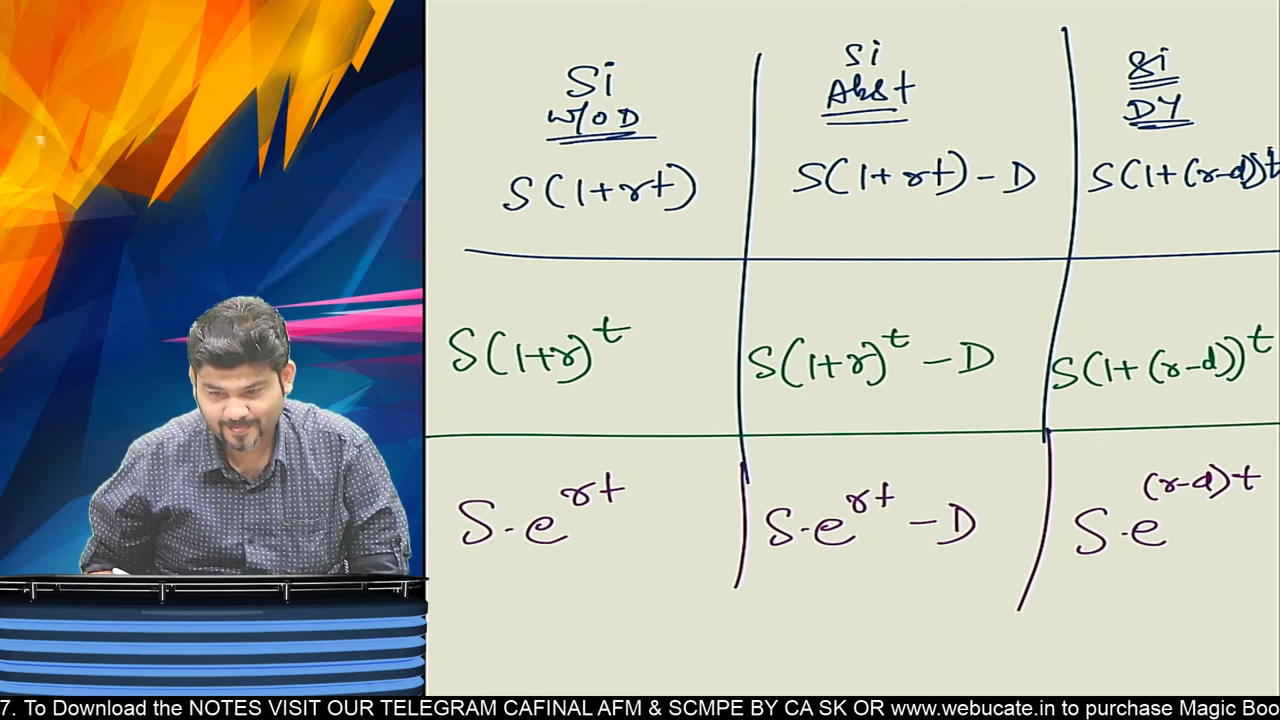 Si
W/O D
S(1+rt)
Si
Abst
S(1+rt)-D
Si
DY
S(1+(r-d))t
S(1+r)^t
S(1+r)^t - D
S(1+(r-d))^t
S.e^rt
S.e^rt - D
S.e^(r-d)t
7. To Download the NOTES VISIT OUR TELEGRAM CAFINAL AFM & SCMPE BY CA SK OR www.webucate.in to purchase Magic Boo